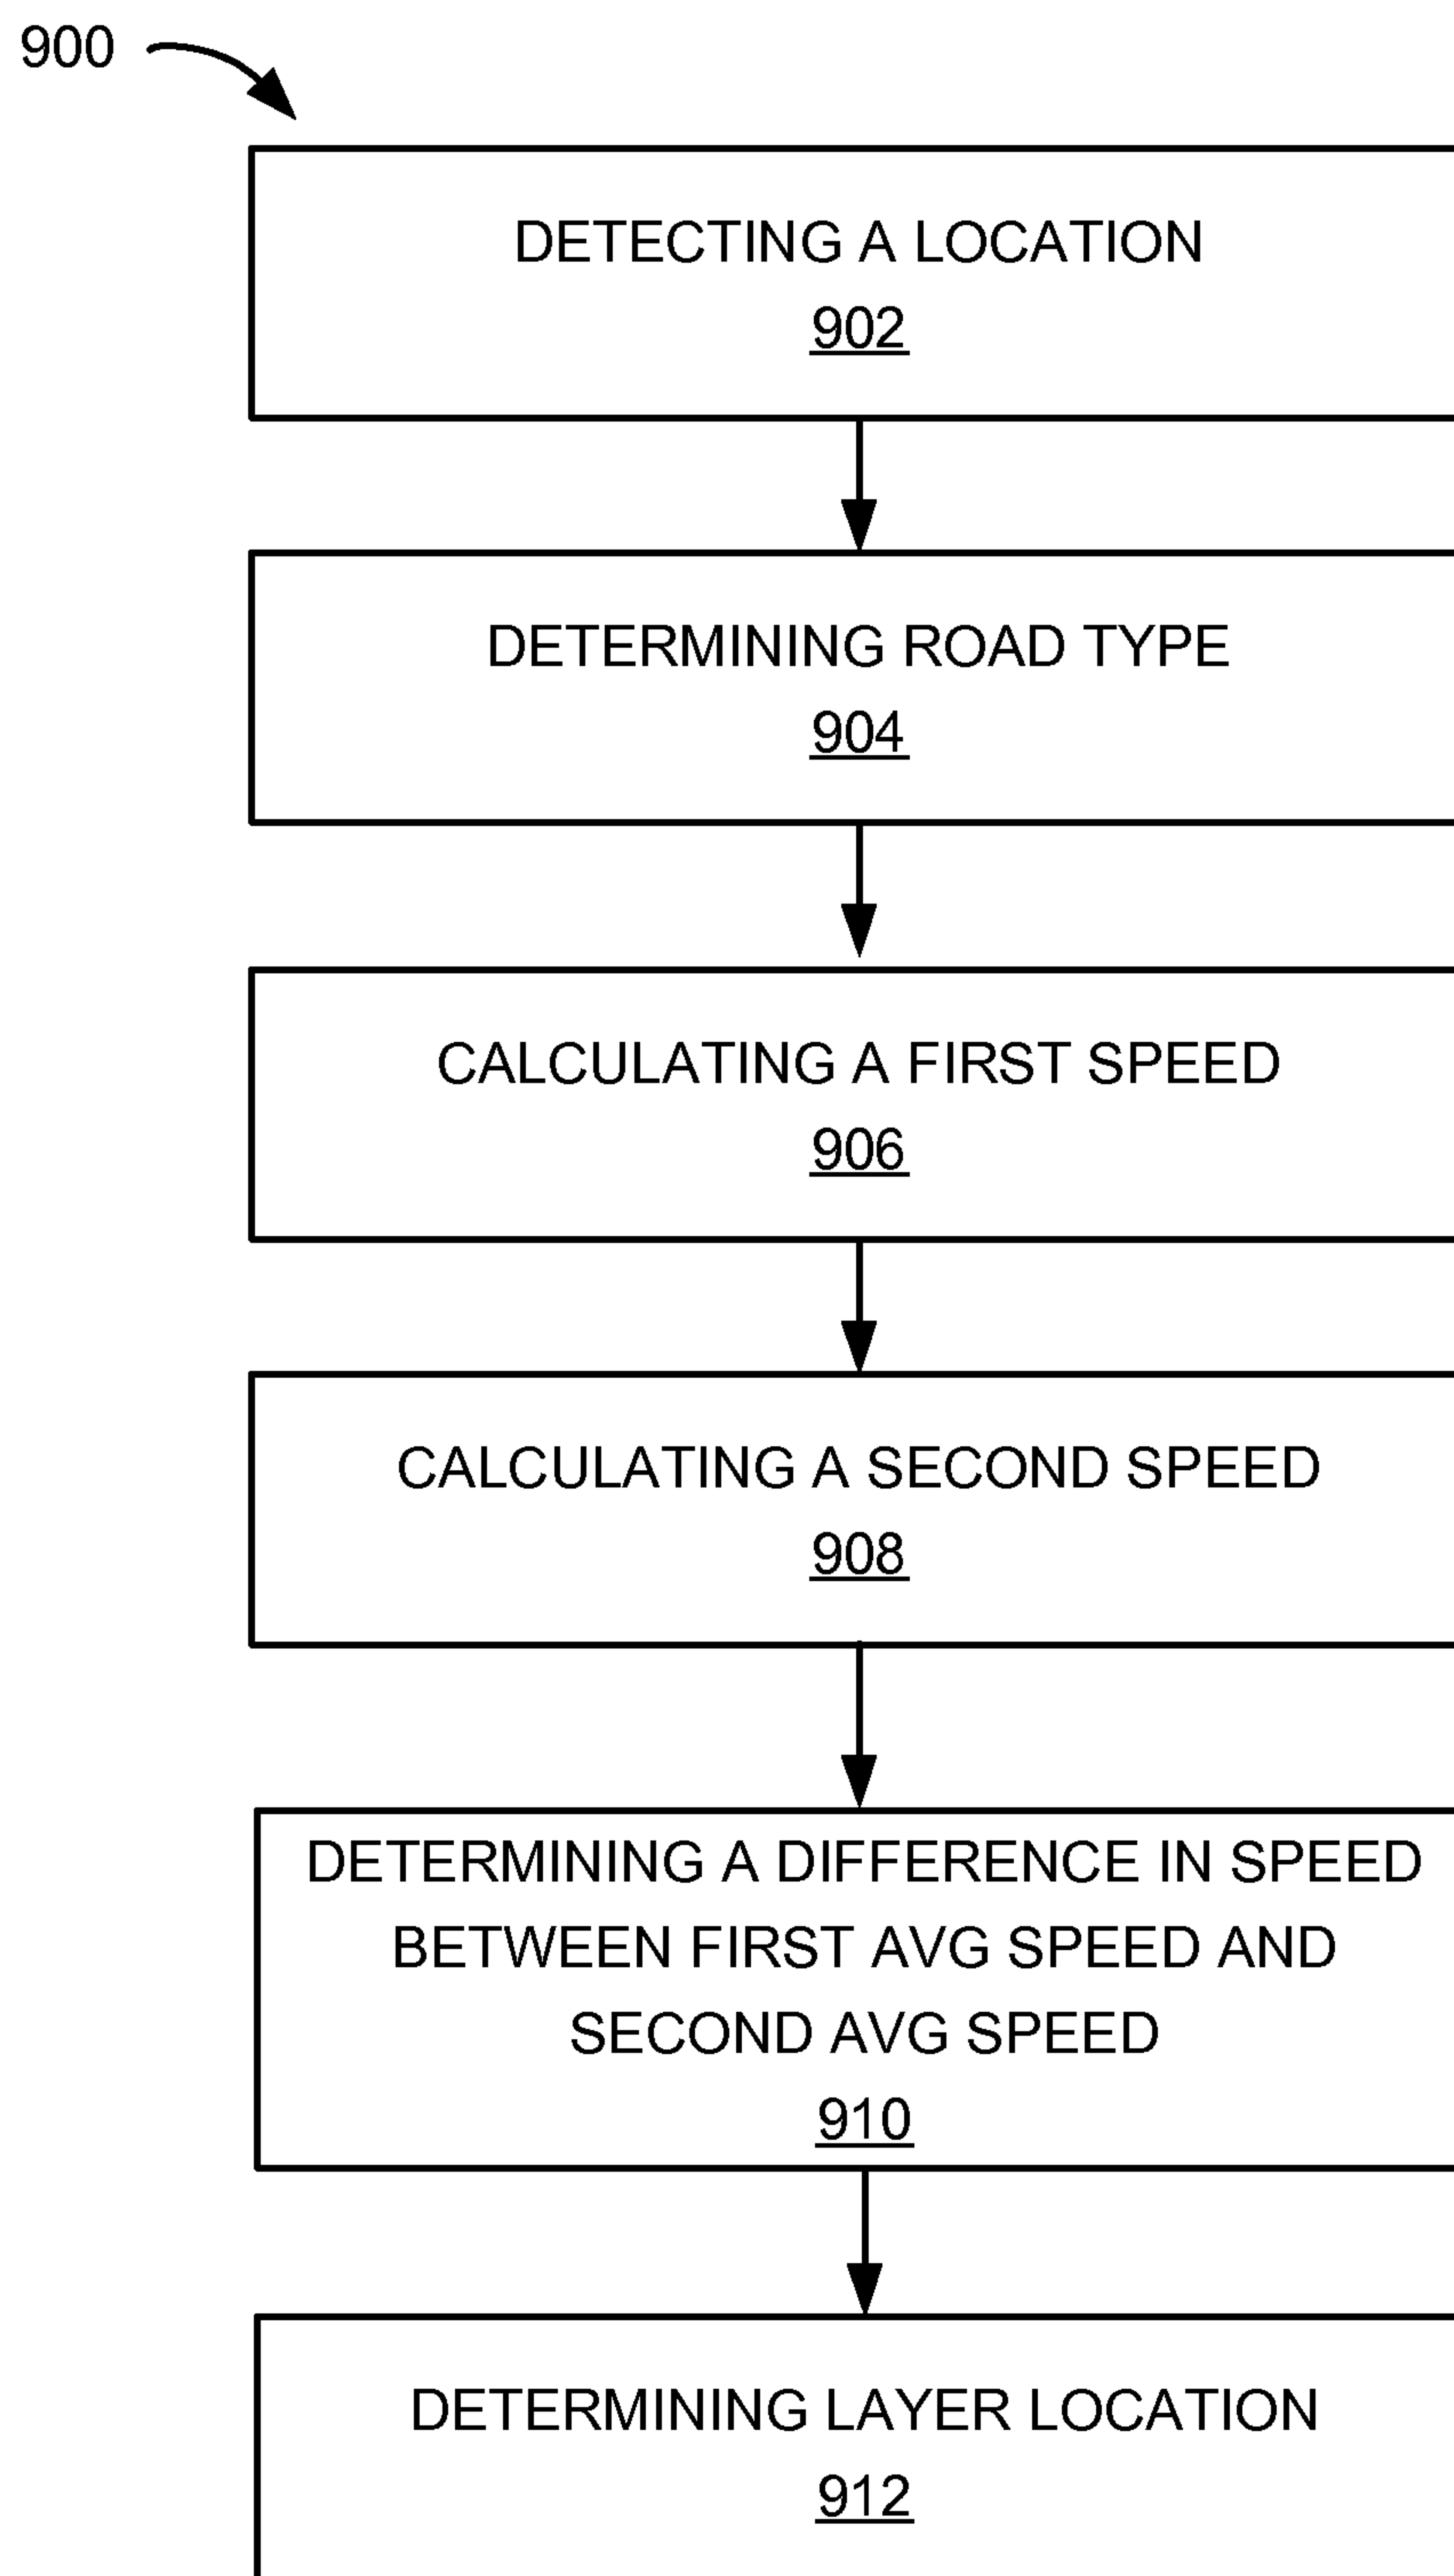 900
DETECTING A LOCATION
902
DETERMINING ROAD TYPE
904
CALCULATING A FIRST SPEED
906
CALCULATING A SECOND SPEED
908
DETERMINING A DIFFERENCE IN SPEED
BETWEEN FIRST AVG SPEED AND
SECOND AVG SPEED
910
DETERMINING LAYER LOCATION
912